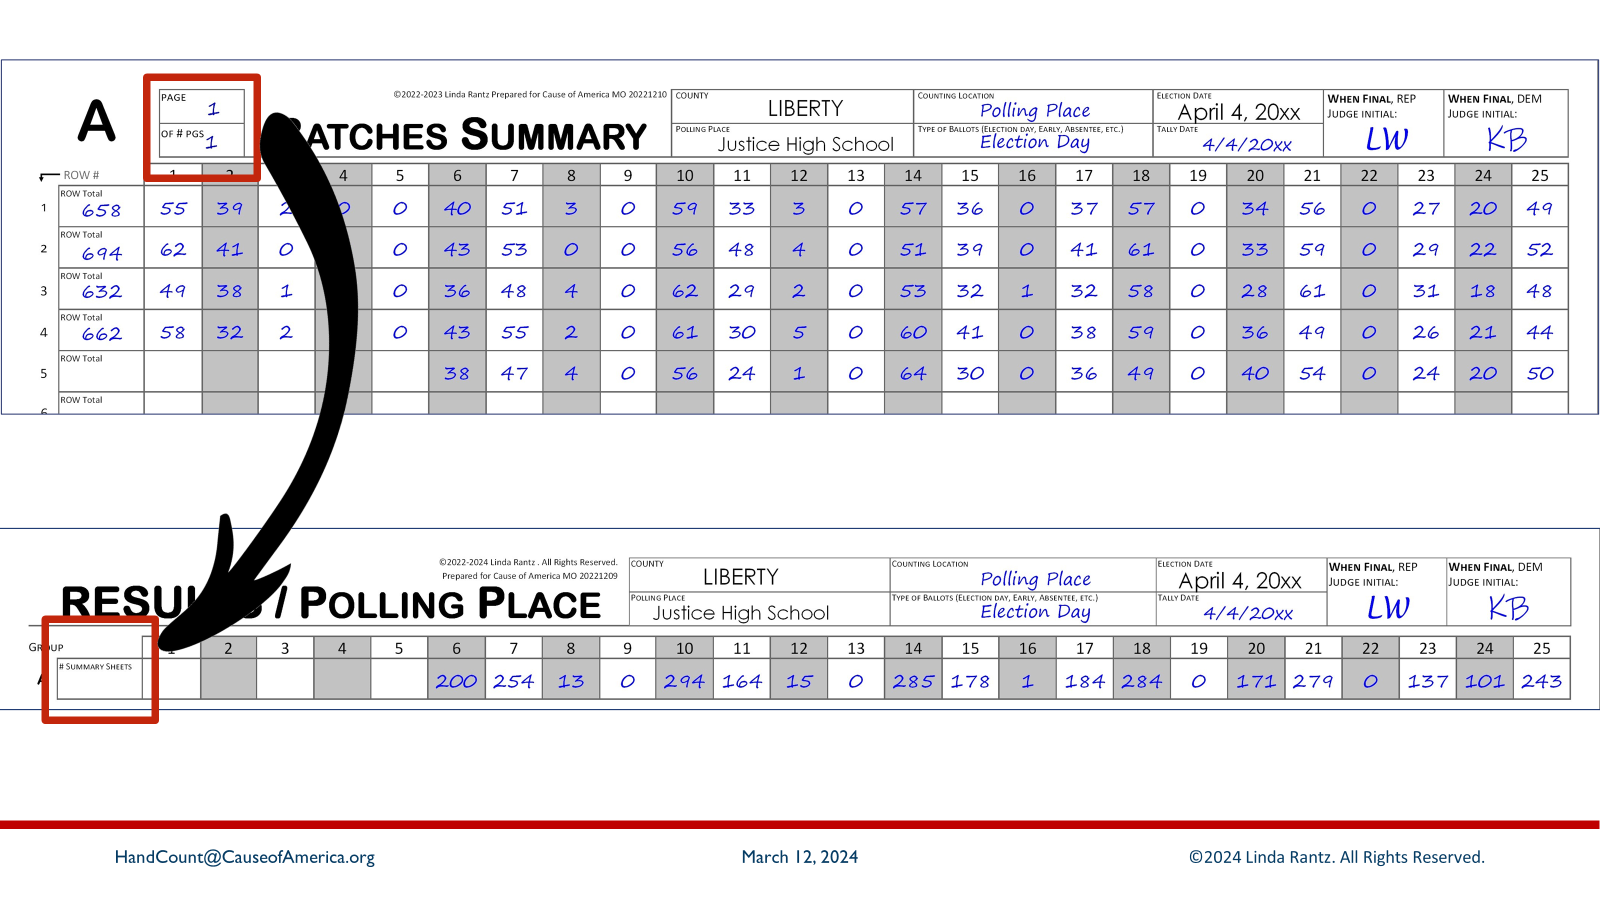 A
PAGE 1
OF # PGS 1
©2022-2023 Linda Rantz Prepared for Cause of America MO 20221210
ATCHES SUMMARY
COUNTY
LIBERTY
POLLING PLACE
Justice High School
COUNTING LOCATION
Polling Place
TYPE OF BALLOTS (ELECTION DAY, EARLY, ABSENTEE, ETC.)
Election Day
ELECTION DATE
April 4, 20xx
TALLY DATE
4/4/20xx
WHEN FINAL, REP
JUDGE INITIAL:
LW
WHEN FINAL, DEM
JUDGE INITIAL:
KB
ROW # 4 5 6 7 8 9 10 11 12 13 14 15 16 17 18 19 20 21 22 23 24 25
ROW Total
1 658 55 39 2 0 0 40 51 3 0 59 33 3 0 57 36 0 37 57 0 34 56 0 27 20 49
ROW Total
2 694 62 41 0 0 43 53 0 0 56 48 4 0 51 39 0 41 61 0 33 59 0 29 22 52
ROW Total
3 632 49 38 1 0 36 48 4 0 62 29 2 0 53 32 1 32 58 0 28 61 0 31 18 48
ROW Total
4 662 58 32 2 0 43 55 2 0 61 30 5 0 60 41 0 38 59 0 36 49 0 26 21 44
ROW Total
5 38 47 4 0 56 24 1 0 64 30 0 36 49 0 40 54 0 24 20 50
ROW Total
©2022-2024 Linda Rantz . All Rights Reserved.
Prepared for Cause of America MO 20221209
/ POLLING PLACE
COUNTY
LIBERTY
POLLING PLACE
Justice High School
COUNTING LOCATION
Polling Place
TYPE OF BALLOTS (ELECTION DAY, EARLY, ABSENTEE, ETC.)
Election Day
ELECTION DATE
April 4, 20xx
TALLY DATE
4/4/20xx
WHEN FINAL, REP
JUDGE INITIAL:
LW
WHEN FINAL, DEM
JUDGE INITIAL:
KB
GROUP 2 3 4 5 6 7 8 9 10 11 12 13 14 15 16 17 18 19 20 21 22 23 24 25
# SUMMARY SHEETS
200 254 13 0 294 164 15 0 285 178 1 184 284 0 171 279 0 137 101 243
HandCount@CauseofAmerica.org
March 12, 2024
©2024 Linda Rantz. All Rights Reserved.